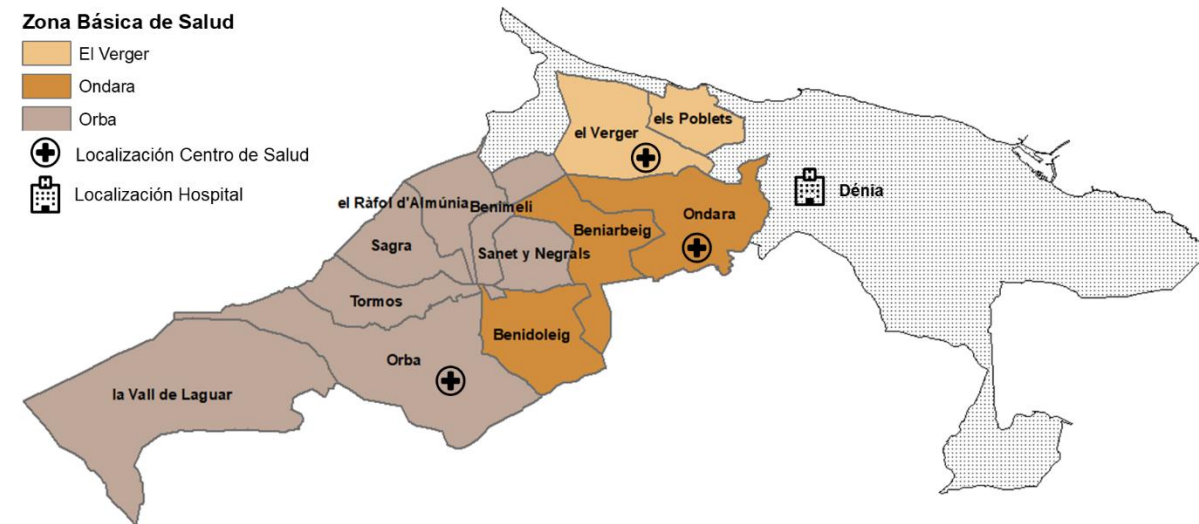 Zona Básica de Salud
El Verger
Ondara
Orba
Localización Centro de Salud
Localización Hospital
els Poblets
el Verger
Dénia
el Ràfol d'Almúnia
Benimeli
Ondara
Beniarbeig
Sagra
Sanet y Negrals
Tormos
Benidoleig
Orba
la Vall de Laguar
H